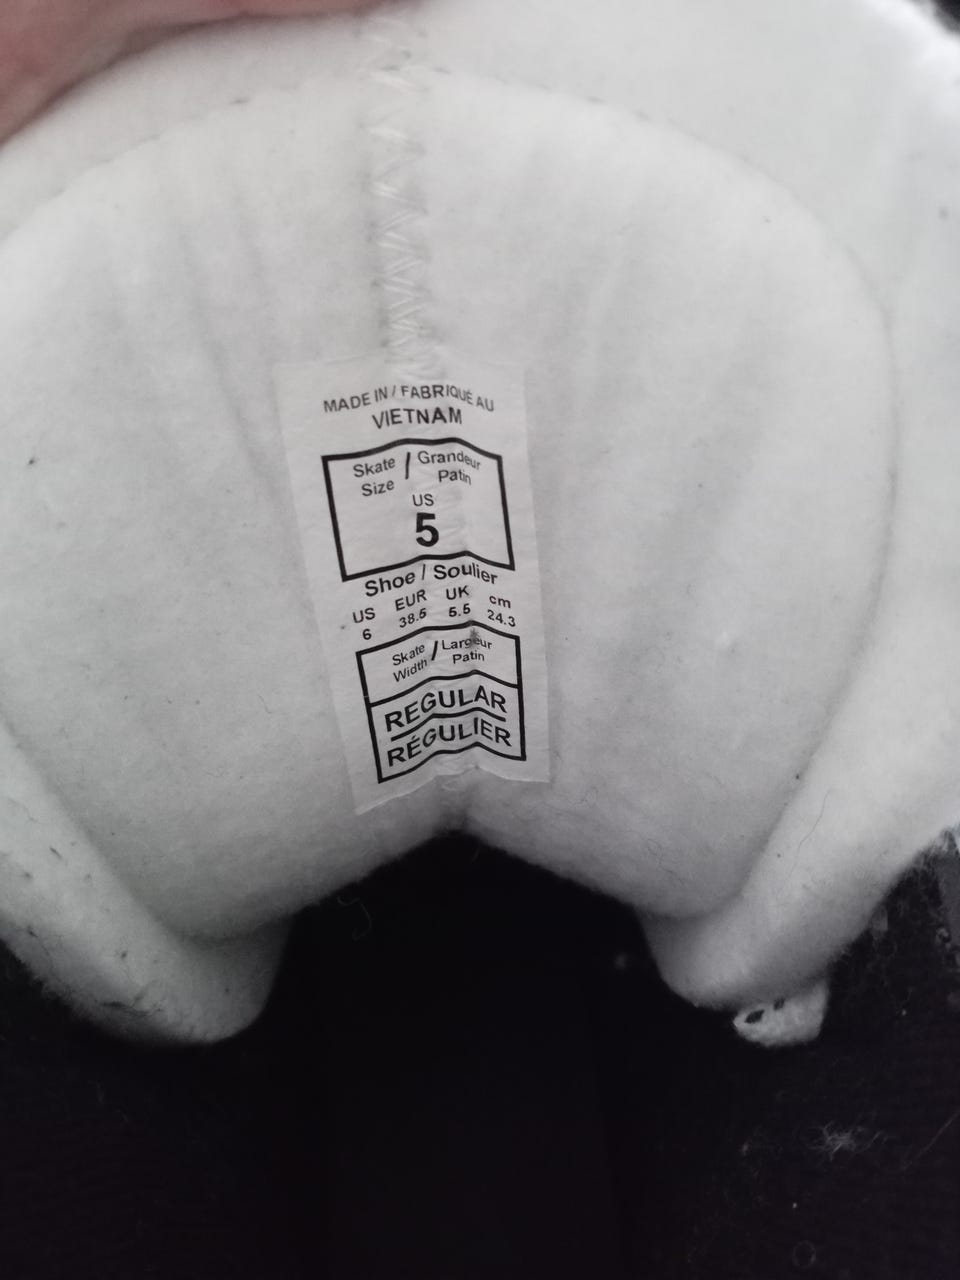 MADE IN / FABRIQUÉ AU
VIETNAM
Skate Size / Grandeur Patin
US
5
Shoe / Soulier
US EUR UK cm
6 38.5 5.5 24.3
Skate Width / Largeur Patin
REGULAR
RÉGULIER